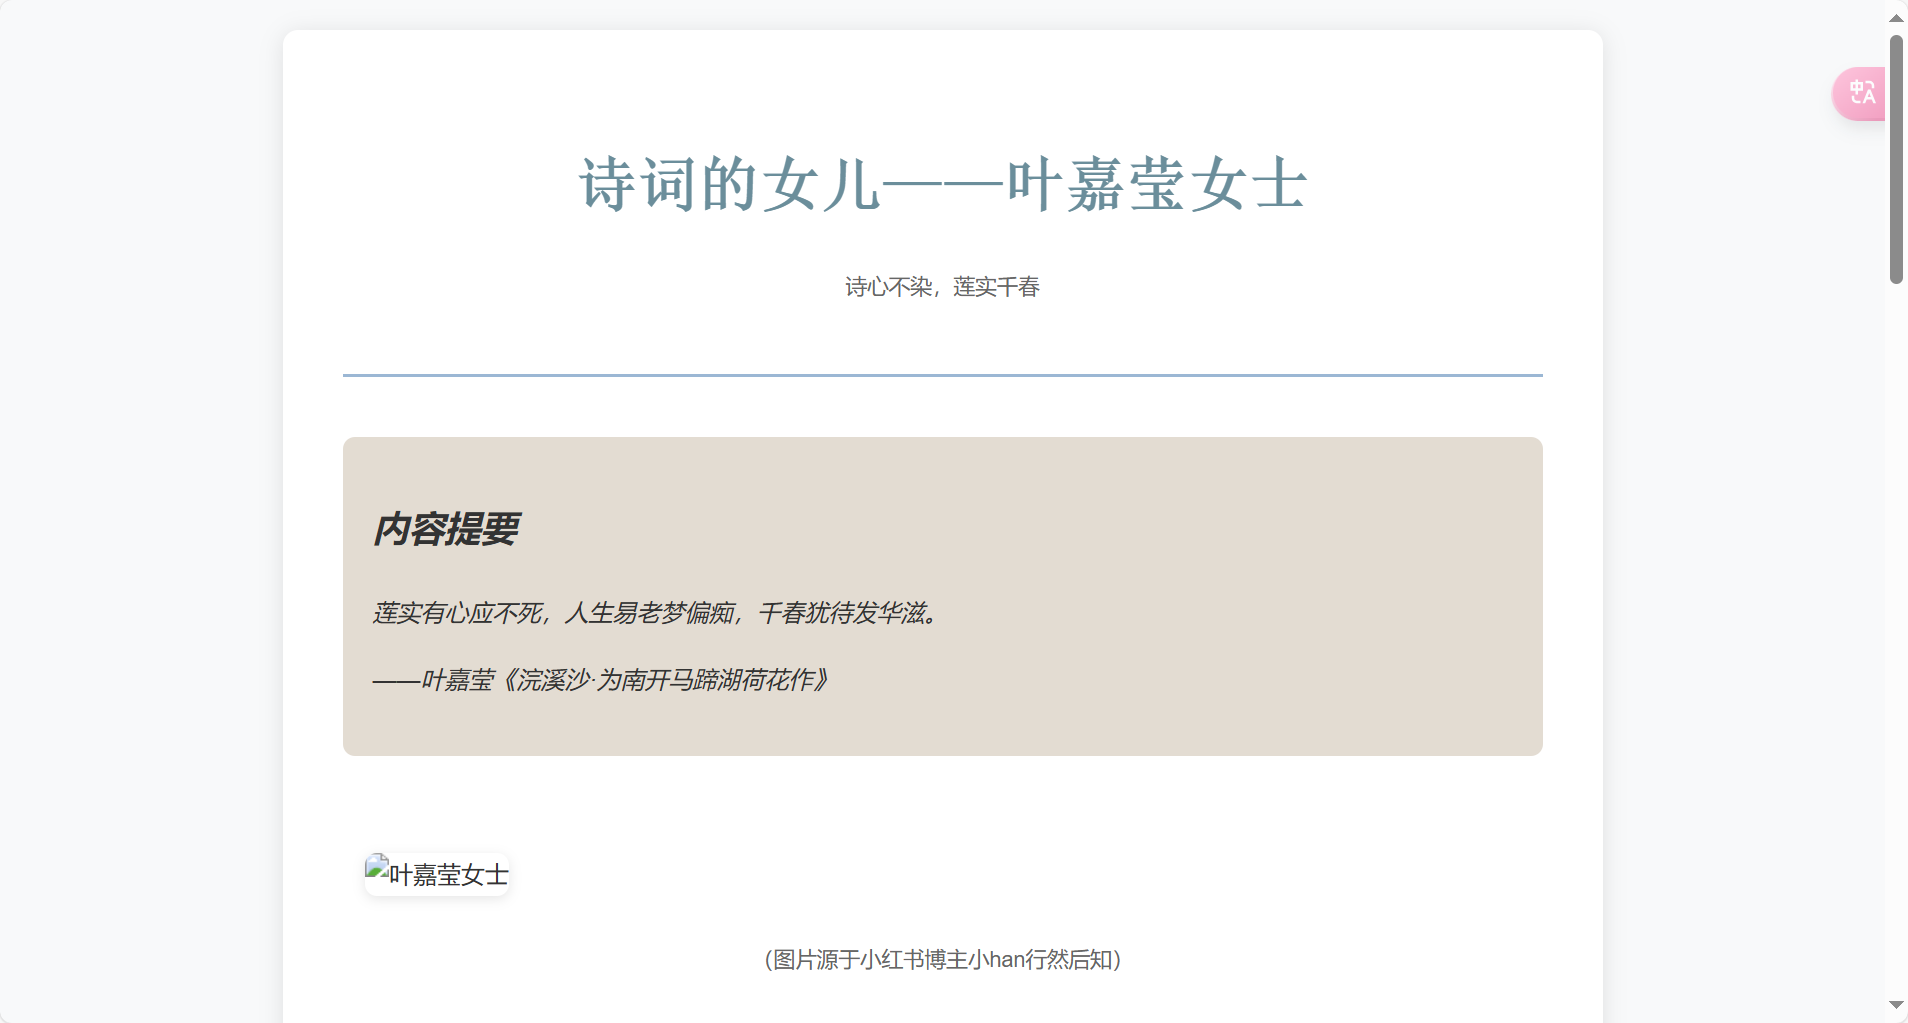 诗词的女儿——叶嘉莹女士
诗心不染，莲实千春
内容提要
莲实有心应不死，人生易老梦偏痴，千春犹待发华滋。
——叶嘉莹《浣溪沙·为南开马蹄湖荷花作》
叶嘉莹女士
（图片源于小红书博主小han行然后知）
中A